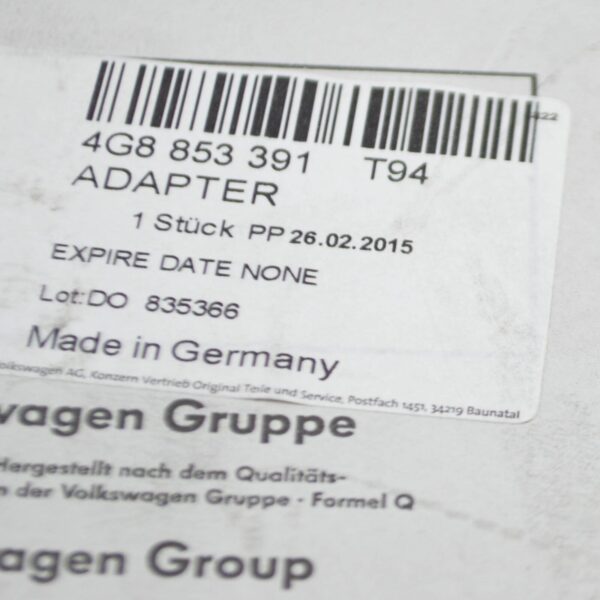 422
4G8 853 391 T94
ADAPTER
1 Stück PP 26.02.2015
EXPIRE DATE NONE
Lot:DO 835366
Made in Germany
Volkswagen AG, Konzern Vertrieb Original Teile und Service, Postfach 1451, 34219 Baunatal
wagen Gruppe
Hergestellt nach dem Qualitäts-
der Volkswagen Gruppe · Formel Q
agen Group